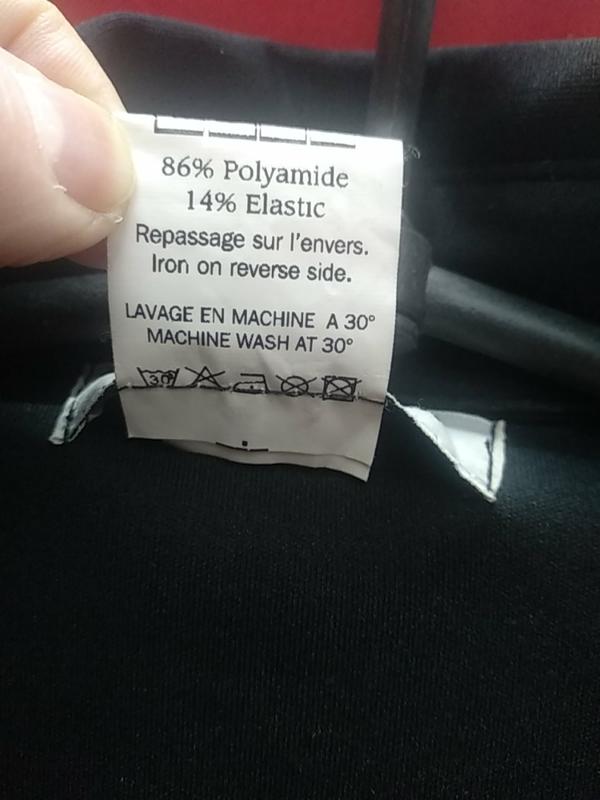 86% Polyamide
14% Elastic
Repassage sur l'envers.
Iron on reverse side.
LAVAGE EN MACHINE A 30°
MACHINE WASH AT 30°
30°